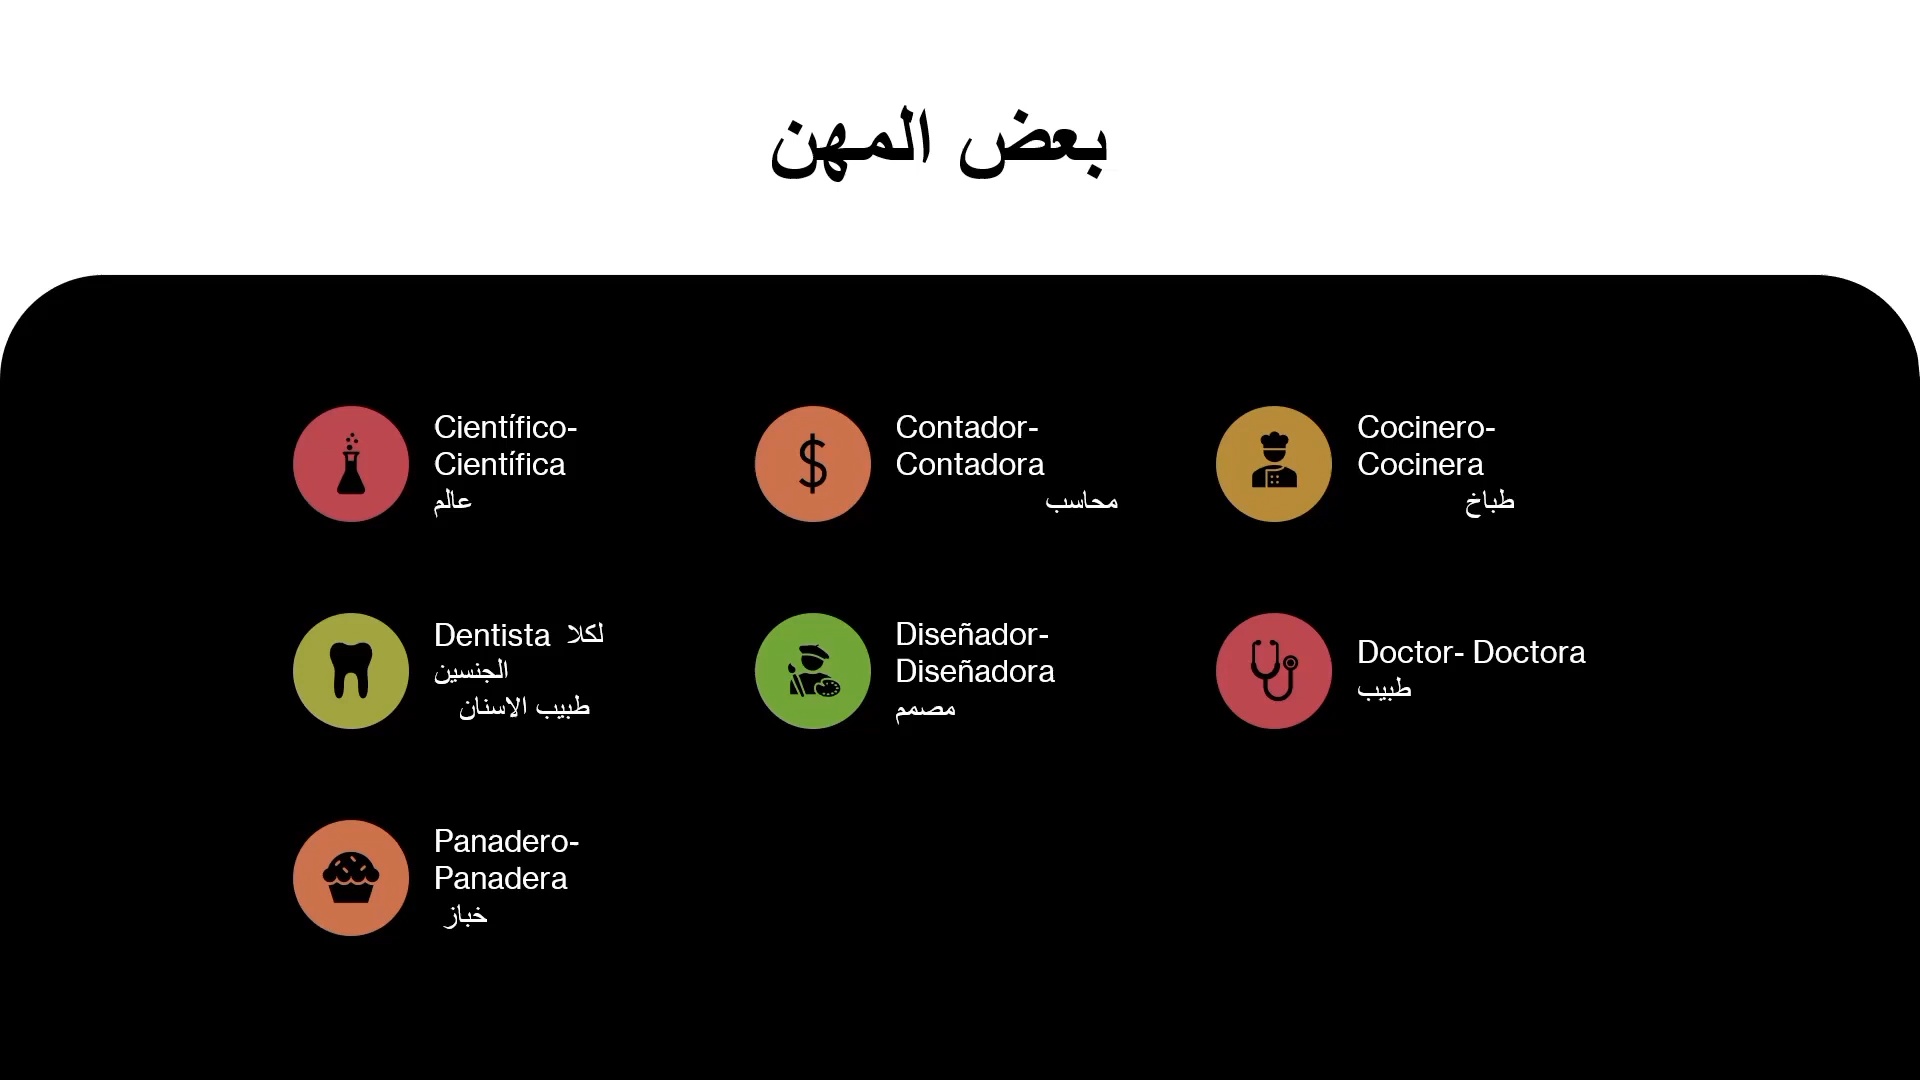 بعض المهن
Científico-
Científica
عالم
Contador-
Contadora
محاسب
Cocinero-
Cocinera
طباخ
Dentista لكلا
الجنسين
طبيب الاسنان
Diseñador-
Diseñadora
مصمم
Doctor- Doctora
طبيب
Panadero-
Panadera
خباز